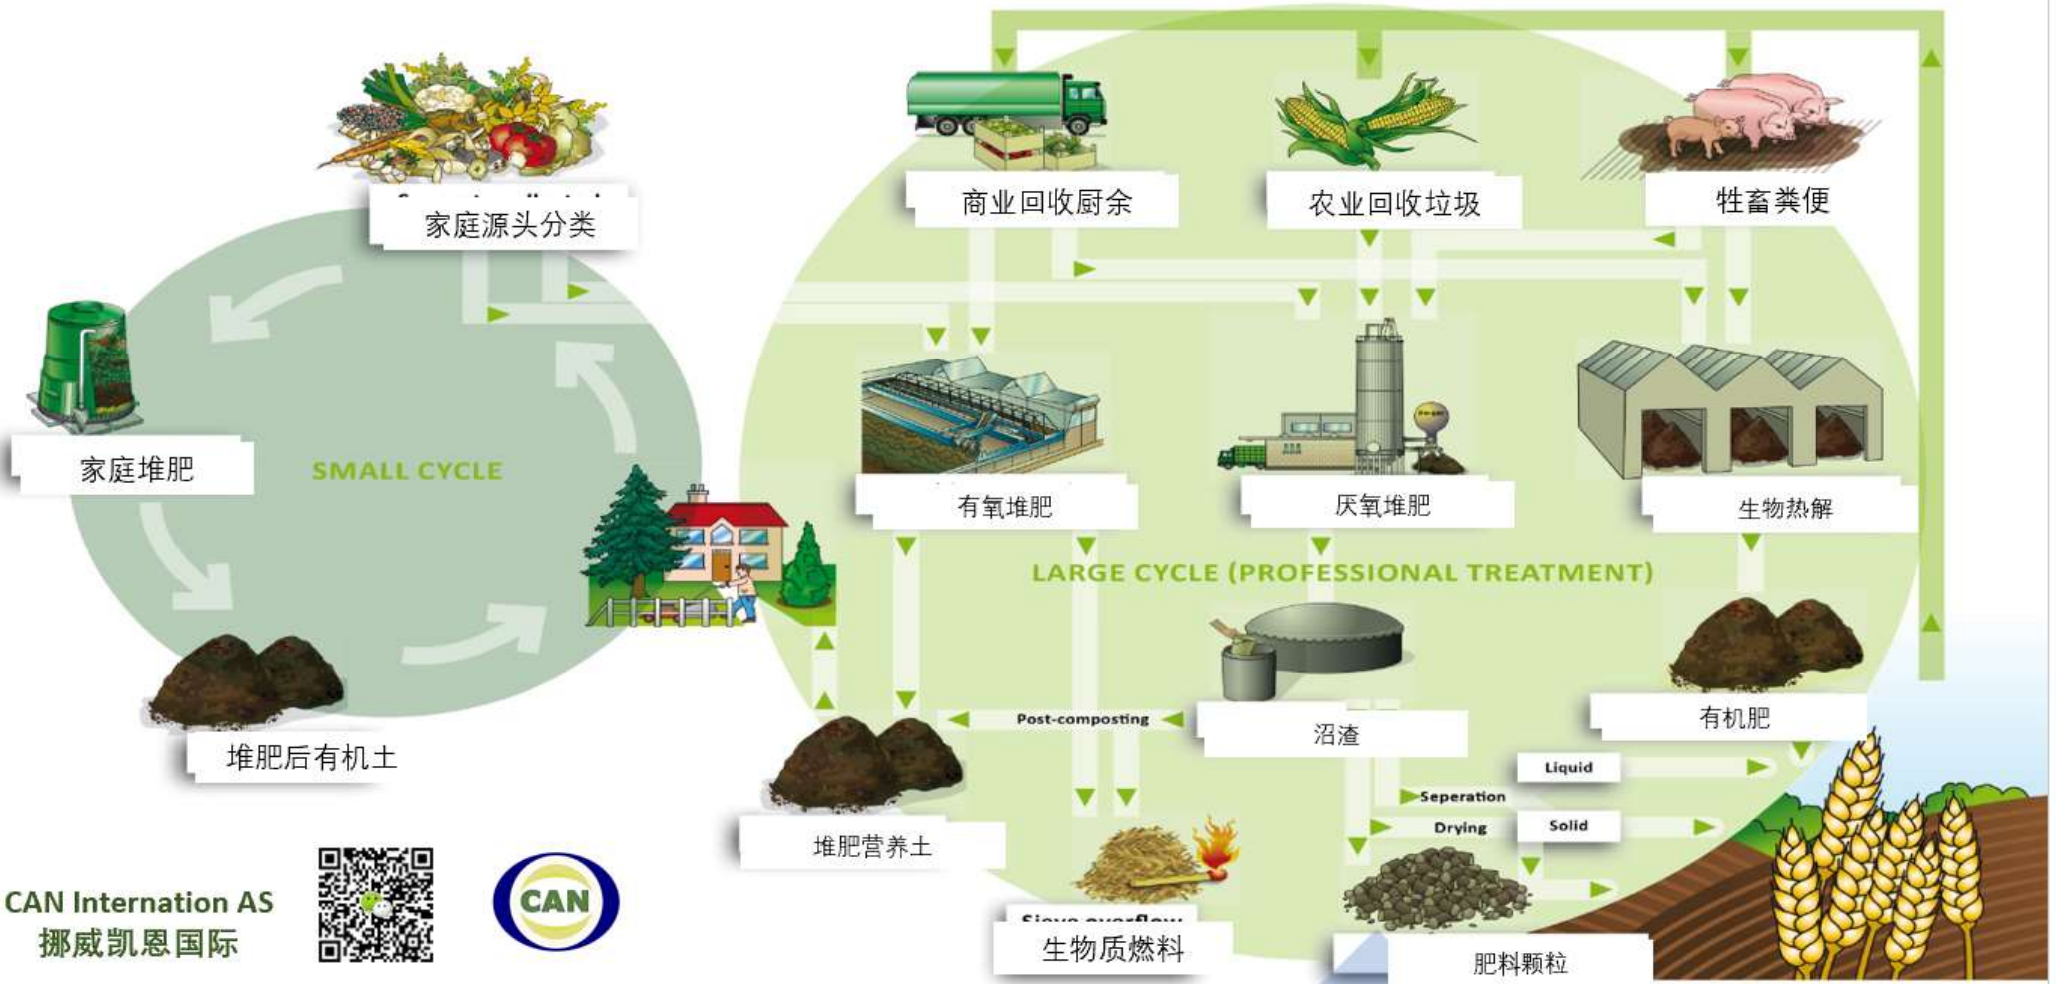 家庭源头分类
商业回收厨余
农业回收垃圾
牲畜粪便
家庭堆肥
SMALL CYCLE
有氧堆肥
厌氧堆肥
生物热解
LARGE CYCLE (PROFESSIONAL TREATMENT)
堆肥后有机土
Post-composting
沼渣
有机肥
Liquid
Seperation
Drying
Solid
堆肥营养土
Sieve overflow
生物质燃料
肥料颗粒
CAN Internation AS
挪威凯恩国际
CAN